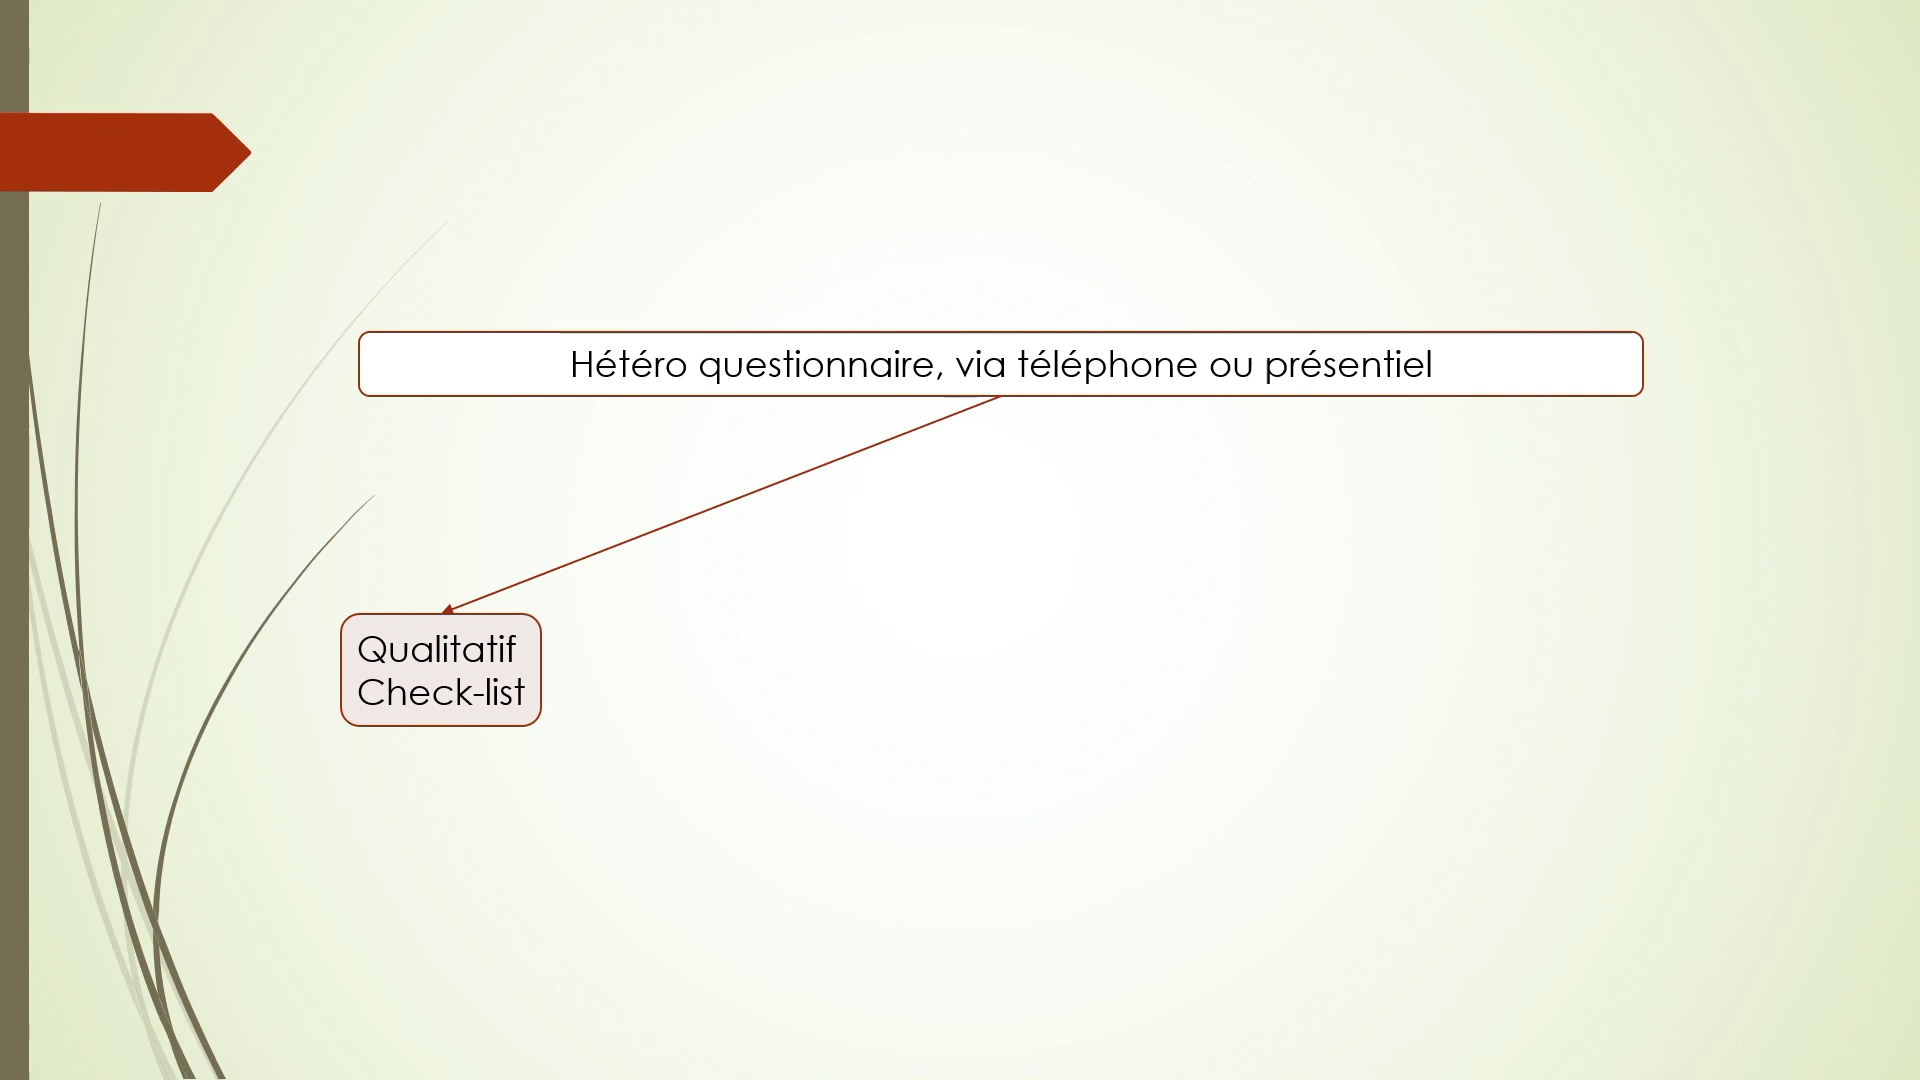 Hétéro questionnaire, via téléphone ou présentiel
Qualitatif
Check-list